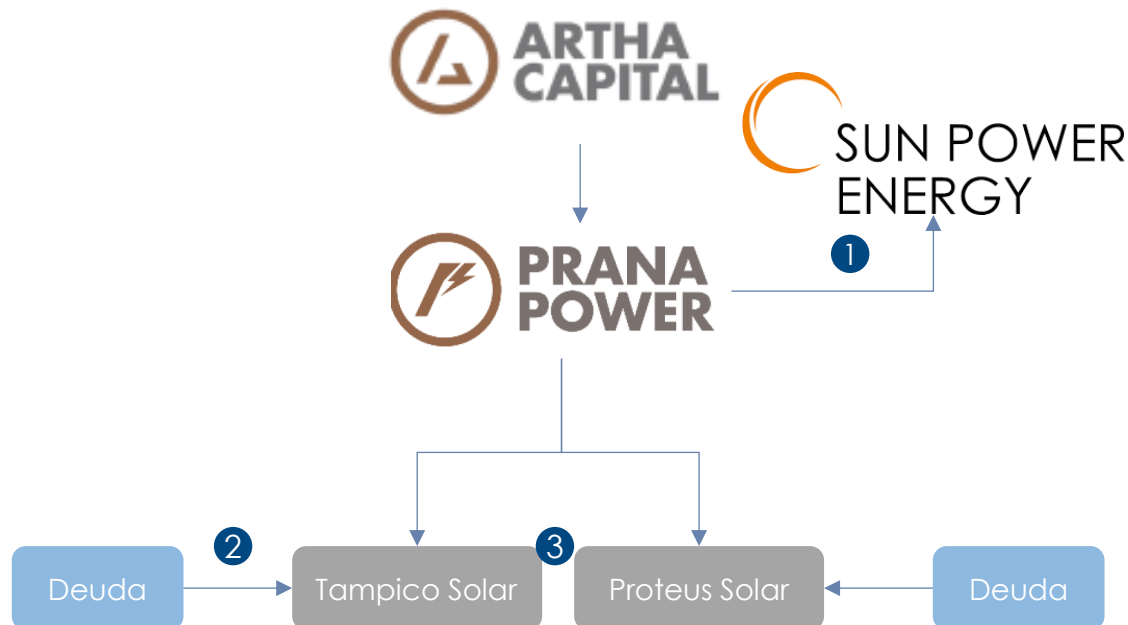 ARTHA
CAPITAL
SUN POWER
ENERGY
1
PRANA
POWER
2
3
Deuda
Tampico Solar
Proteus Solar
Deuda